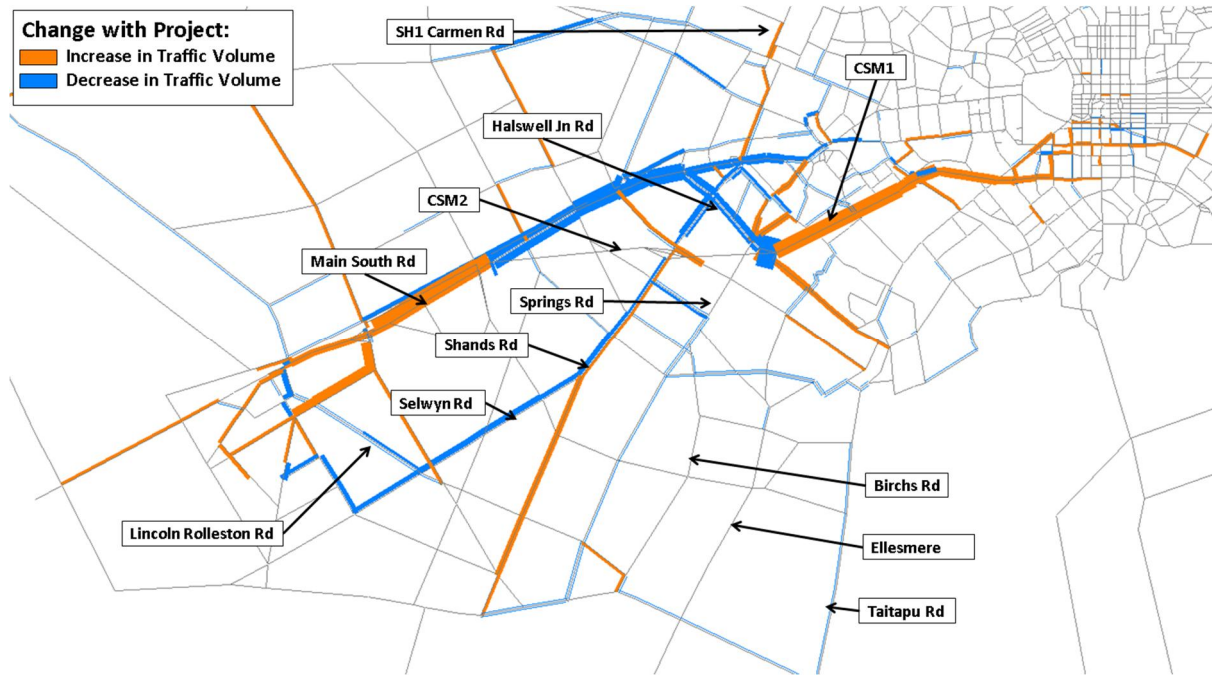 Change with Project:
Increase in Traffic Volume
Decrease in Traffic Volume
SH1 Carmen Rd
CSM1
Halswell Jn Rd
CSM2
Main South Rd
Springs Rd
Shands Rd
Selwyn Rd
Birchs Rd
Lincoln Rolleston Rd
Ellesmere
Taitapu Rd